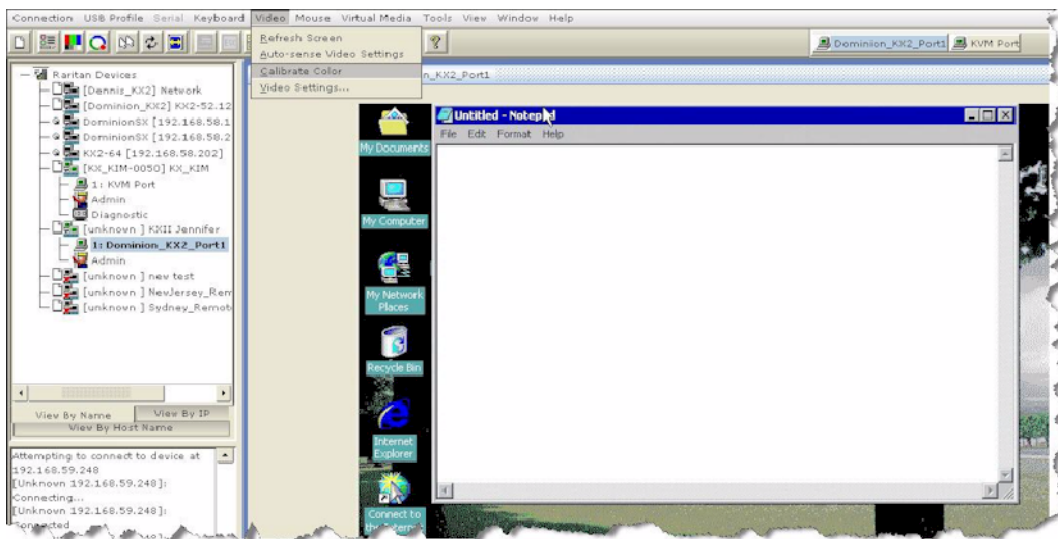 Connection USB Profile Serial Keyboard Video Mouse Virtual Media Tools View Window Help
Refresh Screen
Auto-sense Video Settings
Calibrate Color
Video Settings...
?
Dominion_KX2_Port1 KVM Port
Raritan Devices
[Dennis_KX2] Network
[Dominion_KX2] KX2-52.12
DominionSX [192.168.58.1
DominionSX [192.168.58.2
KX2-64 [192.168.58.202]
[KX_KIM-0050] KX_KIM
1: KVM Port
Admin
Diagnostic
[unknown ] KXII Jennifer
1: Dominion_KX2_Port1
Admin
[unknown ] new test
[unknown ] NewJersey_Rem
[unknown ] Sydney_Remot
View By Name View By IP
View By Host Name
Attempting to connect to device at
192.168.59.248
[Unknown 192.168.59.248]:
Connecting...
[Unknown 192.168.59.248]:
Connected
n_KX2_Port1
Untitled - Notepad
File Edit Format Help
My Documents
My Computer
My Network
Places
Recycle Bin
Internet
Explorer
Connect to
the Internet